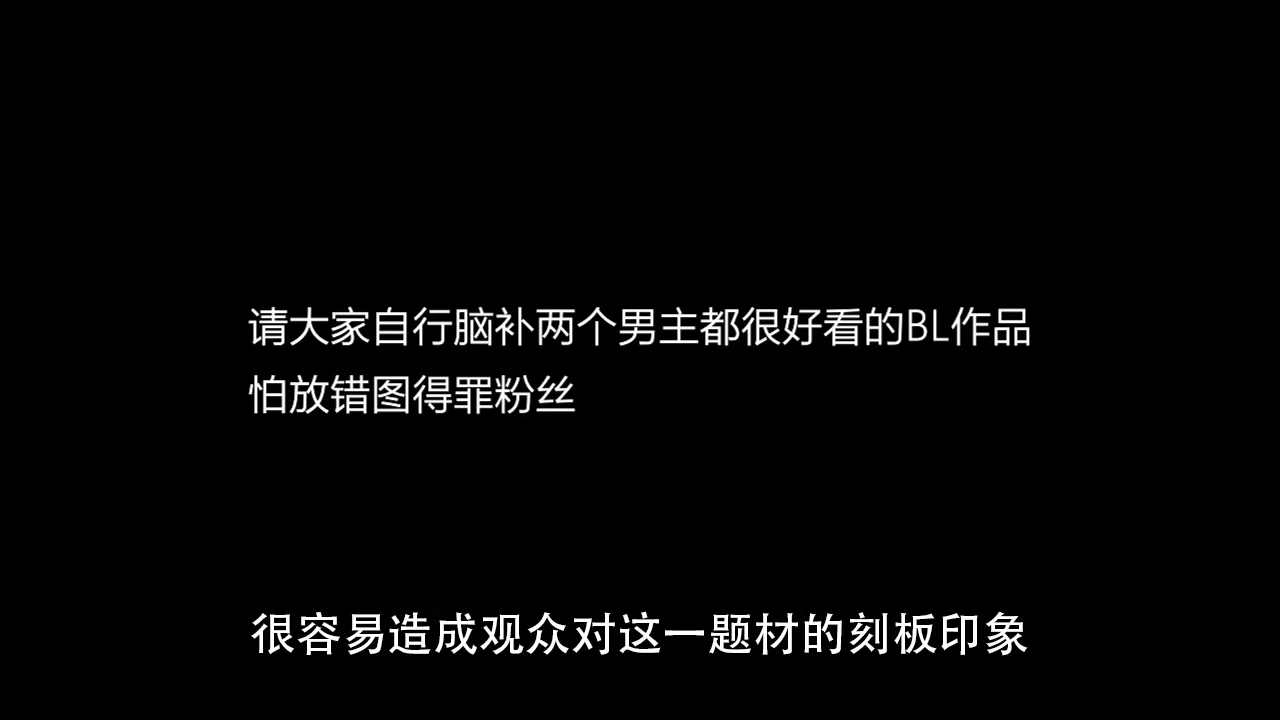 请大家自行脑补两个男主都很好看的BL作品
怕放错图得罪粉丝
很容易造成观众对这一题材的刻板印象